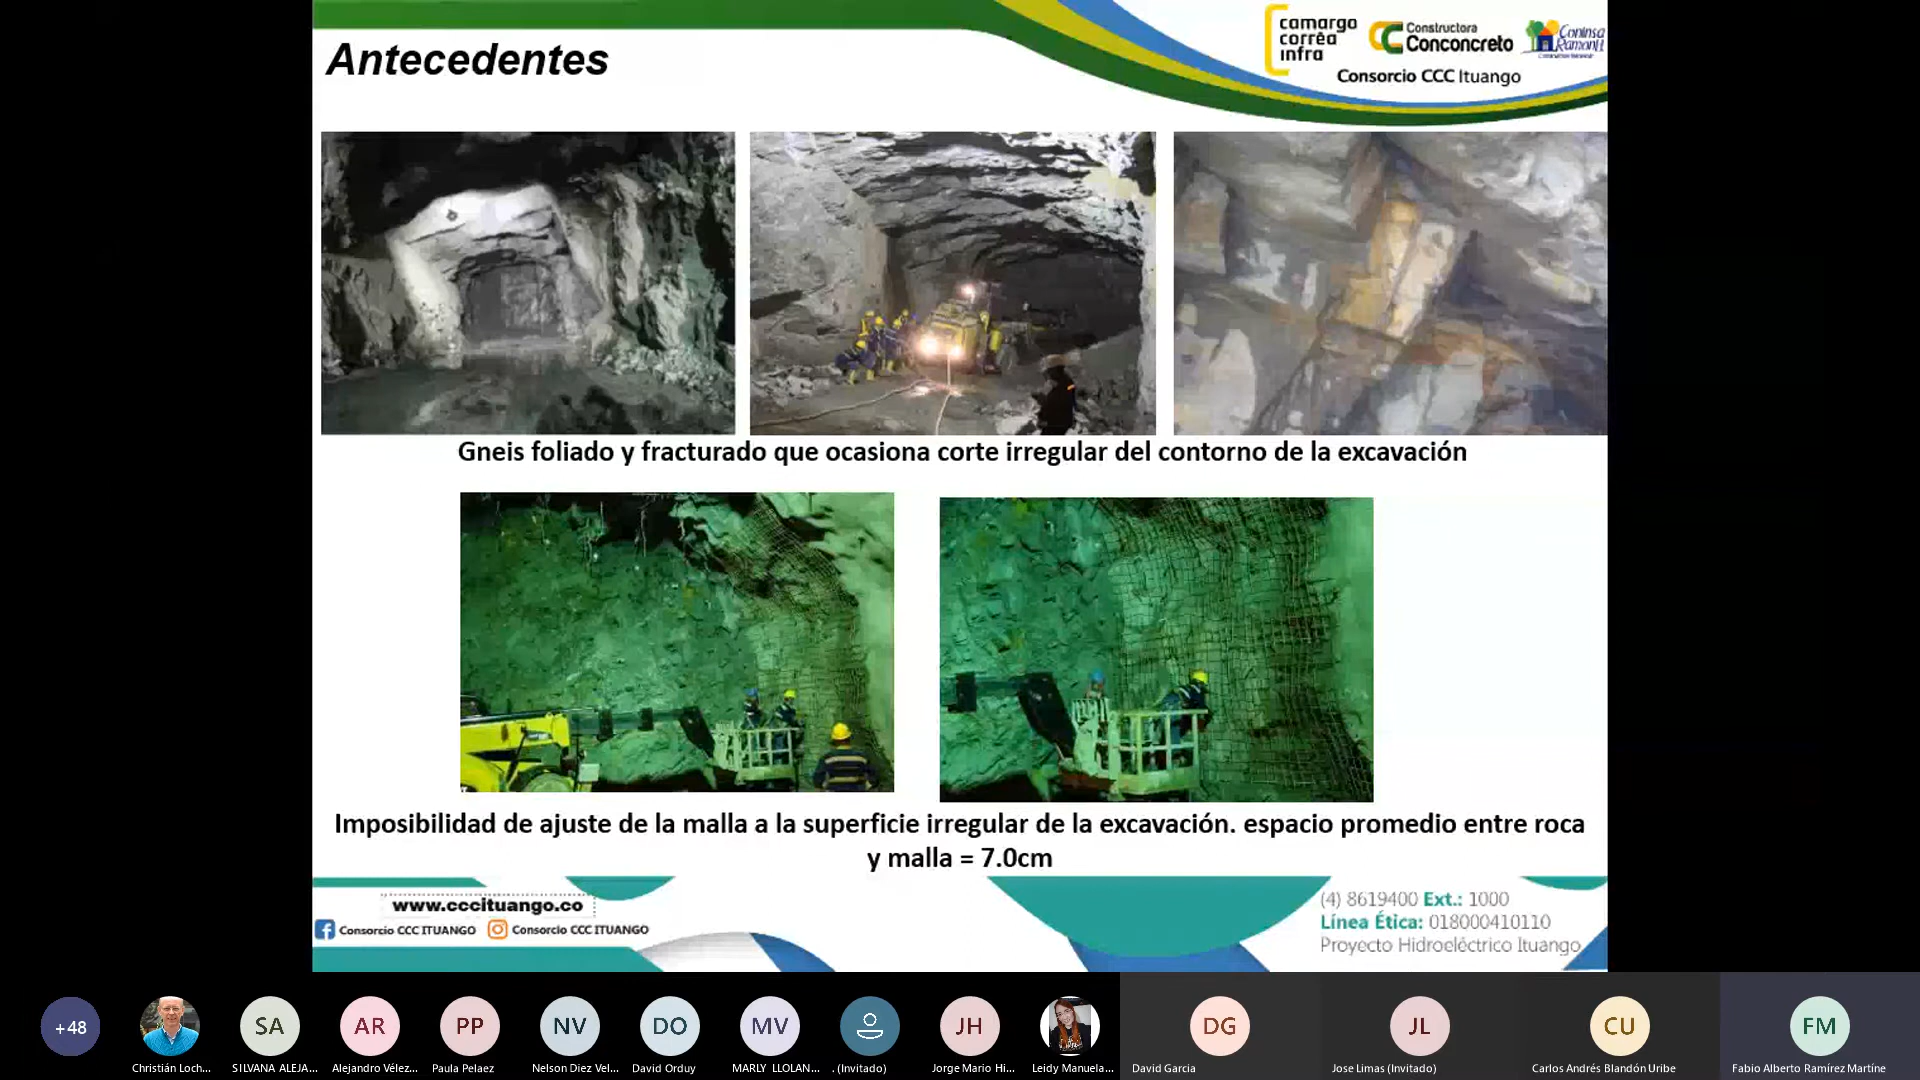 Antecedentes
camargo
corrêa
infra
Constructora
Conconcreto
Coninsa
Ramon H
Consorcio CCC Ituango
Gneis foliado y fracturado que ocasiona corte irregular del contorno de la excavación
Imposibilidad de ajuste de la malla a la superficie irregular de la excavación. espacio promedio entre roca
y malla = 7.0cm
www.cccituango.co
Consorcio CCC ITUANGO
Consorcio CCC ITUANGO
(4) 8619400 Ext.: 1000
Línea Ética: 018000410110
Proyecto Hidroeléctrico Ituango
+48
SA
AR
PP
NV
DO
MV
JH
DG
JL
CU
FM
Christián Loch...
SILVANA ALEJA...
Alejandro Vélez...
Paula Pelaez
Nelson Diez Vel...
David Orduy
MARLY LLOLAN...
. (Invitado)
Jorge Mario Hi...
Leidy Manuela...
David Garcia
Jose Limas (Invitado)
Carlos Andrés Blandón Uribe
Fabio Alberto Ramírez Martíne